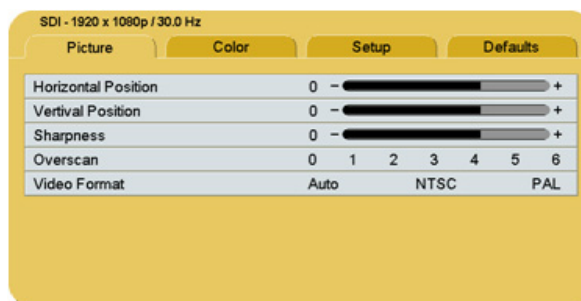 SDI - 1920 x 1080p / 30.0 Hz
Picture Color Setup Defaults
Horizontal Position 0 - +
Vertival Position 0 - +
Sharpness 0 - +
Overscan 0 1 2 3 4 5 6
Video Format Auto NTSC PAL